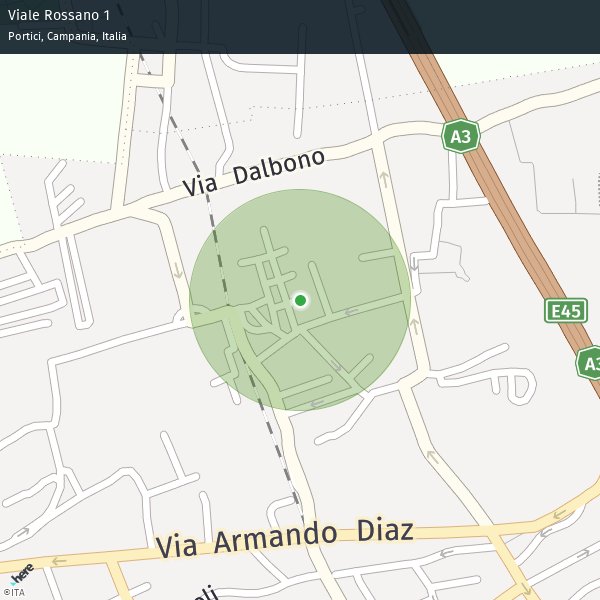 Viale Rossano 1
Portici, Campania, Italia
A3
Via Dalbono
E45
A3
Via Armando Diaz
here
©ITA